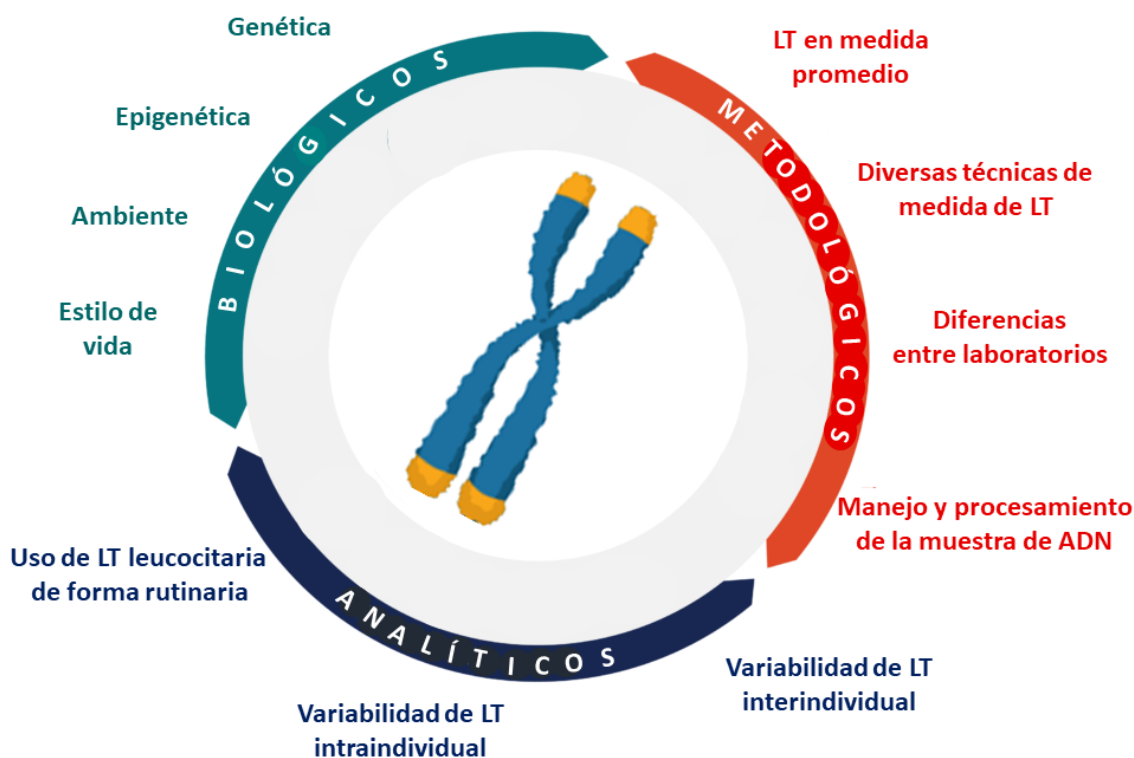 Genética
Epigenética
Ambiente
Estilo de
vida
BIOLÓGICOS
LT en medida
promedio
Diversas técnicas de
medida de LT
Diferencias
entre laboratorios
Manejo y procesamiento
de la muestra de ADN
METODOLÓGICOS
Uso de LT leucocitaria
de forma rutinaria
Variabilidad de LT
intraindividual
Variabilidad de LT
interindividual
ANALÍTICOS